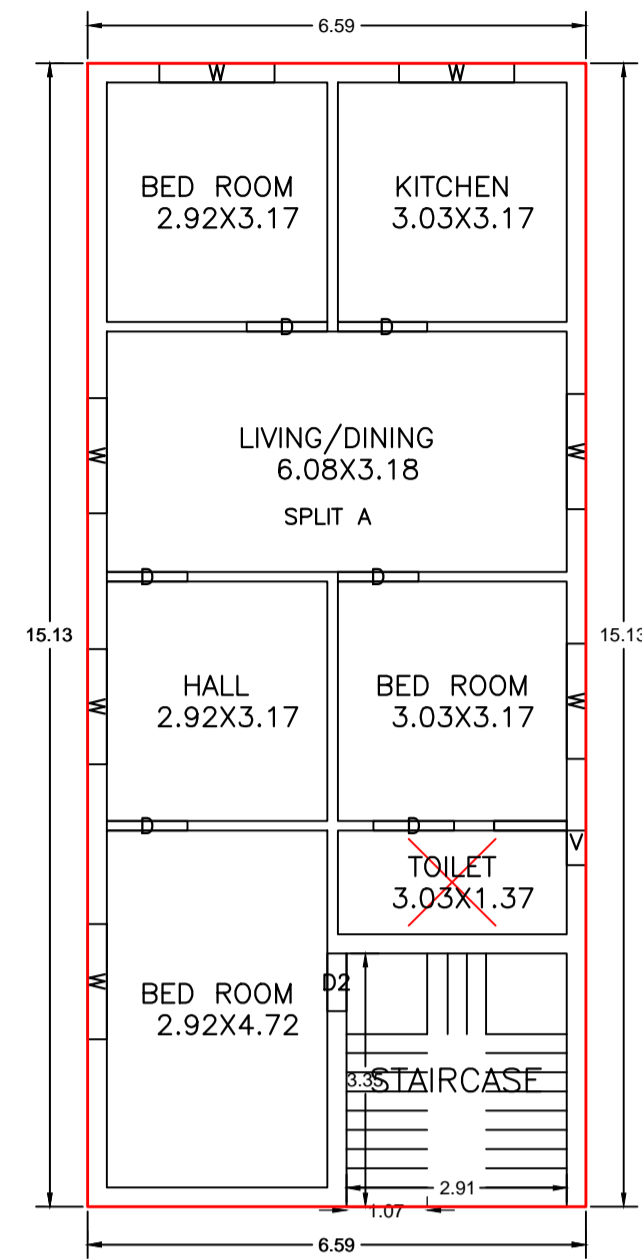 6.59
W
W
BED ROOM
2.92X3.17
KITCHEN
3.03X3.17
D
D
LIVING/DINING
6.08X3.18
SPLIT A
W
W
D
D
15.13
15.13
HALL
2.92X3.17
BED ROOM
3.03X3.17
W
W
D
D
V
TOILET
3.03X1.37
BED ROOM
2.92X4.72
W
D2
3.35
STAIRCASE
2.91
1.07
6.59